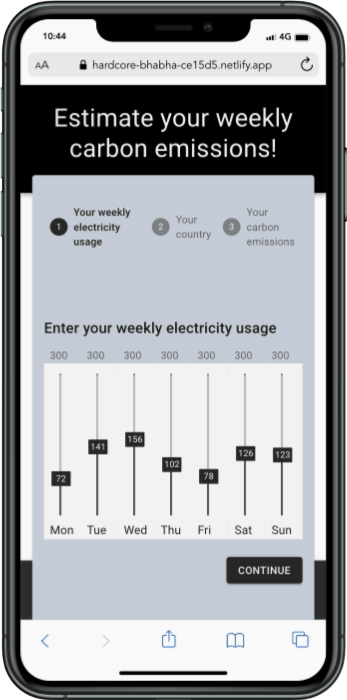 10:44
4G
AA hardcore-bhabha-ce15d5.netlify.app
Estimate your weekly
carbon emissions!
1 Your weekly electricity usage
2 Your country
3 Your carbon emissions
Enter your weekly electricity usage
300 300 300 300 300 300 300
72 141 156 102 78 126 123
Mon Tue Wed Thu Fri Sat Sun
CONTINUE